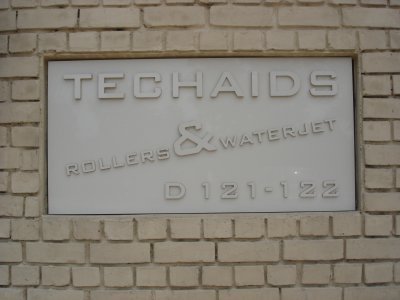 TECHAIDS
ROLLERS & WATERJET
D 121-122